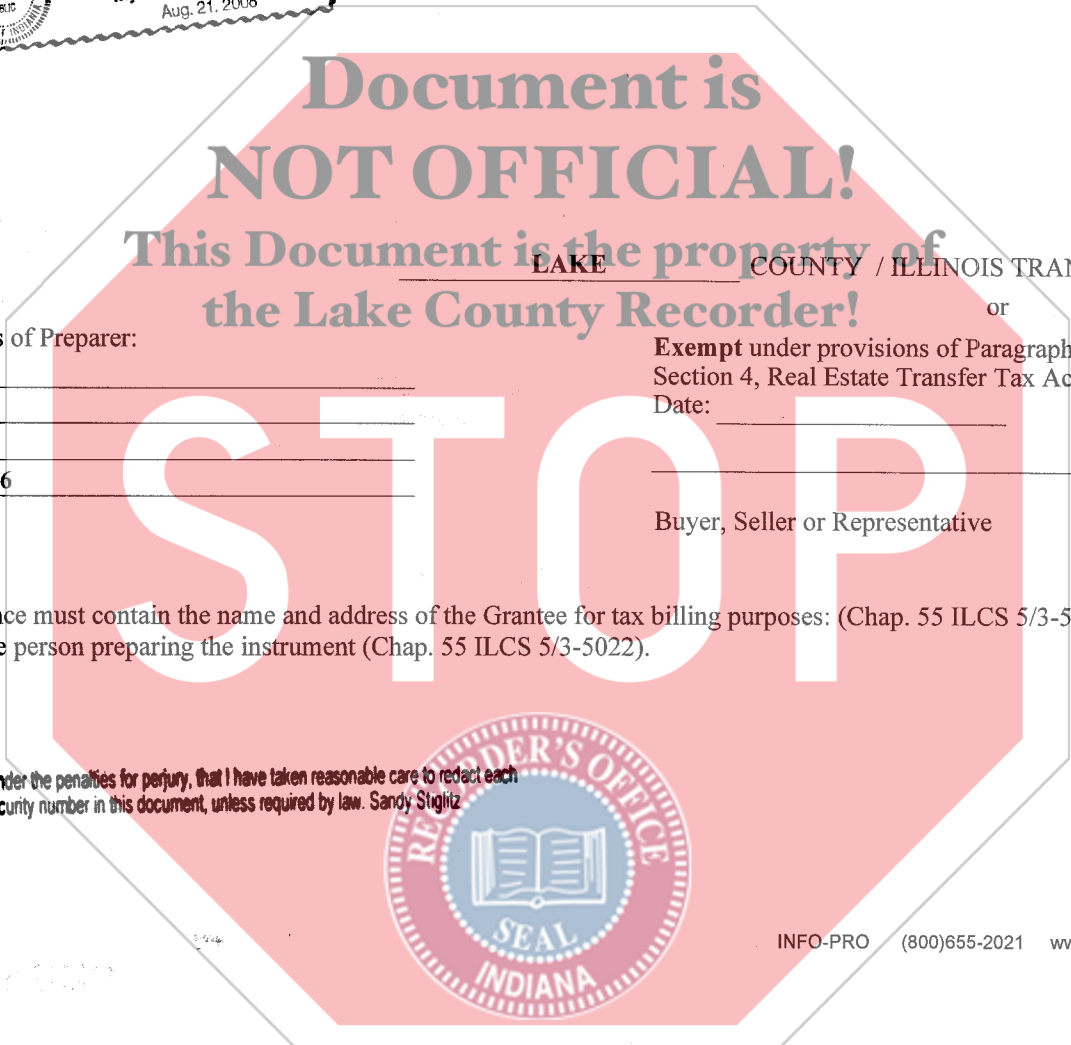 Aug. 21. 2008
Document is
NOT OFFICIAL!
This Document is the property of
the Lake County Recorder!
LAKE COUNTY / ILLINOIS TRAN
or
s of Preparer:
Exempt under provisions of Paragraph
Section 4, Real Estate Transfer Tax Ac
Date:
6
Buyer, Seller or Representative
nce must contain the name and address of the Grantee for tax billing purposes: (Chap. 55 ILCS 5/3-5
e person preparing the instrument (Chap. 55 ILCS 5/3-5022).
STOP
nder the penalties for perjury, that I have taken reasonable care to redact each
curity number in this document, unless required by law. Sandy Stiglitz
RECORDER'S OFFICE
SEAL
INDIANA
INFO-PRO (800)655-2021 ww